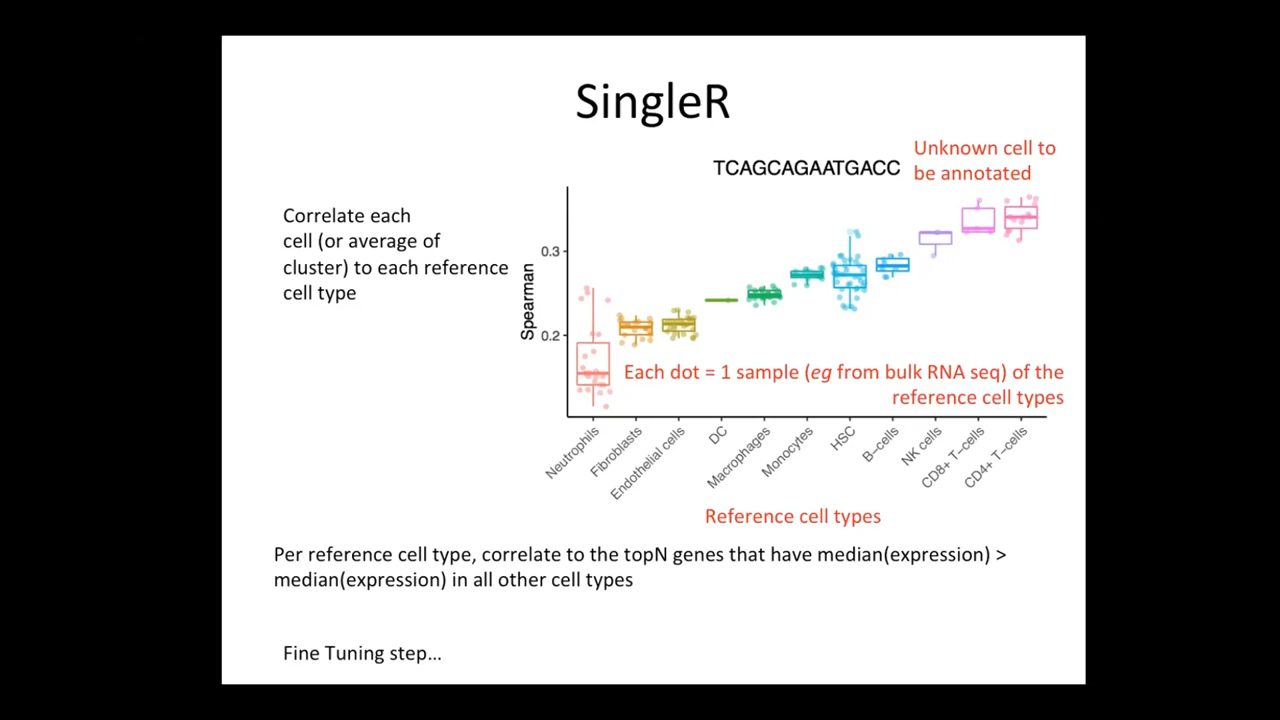 SingleR
TCAGCAGAATGACC
Unknown cell to
be annotated
Correlate each
cell (or average of
cluster) to each reference
cell type
Spearman
0.3
0.2
Each dot = 1 sample (eg from bulk RNA seq) of the
reference cell types
Neutrophils
Fibroblasts
Endothelial cells
DC
Macrophages
Monocytes
HSC
B–cells
NK cells
CD8+ T–cells
CD4+ T–cells
Reference cell types
Per reference cell type, correlate to the topN genes that have median(expression) >
median(expression) in all other cell types
Fine Tuning step...